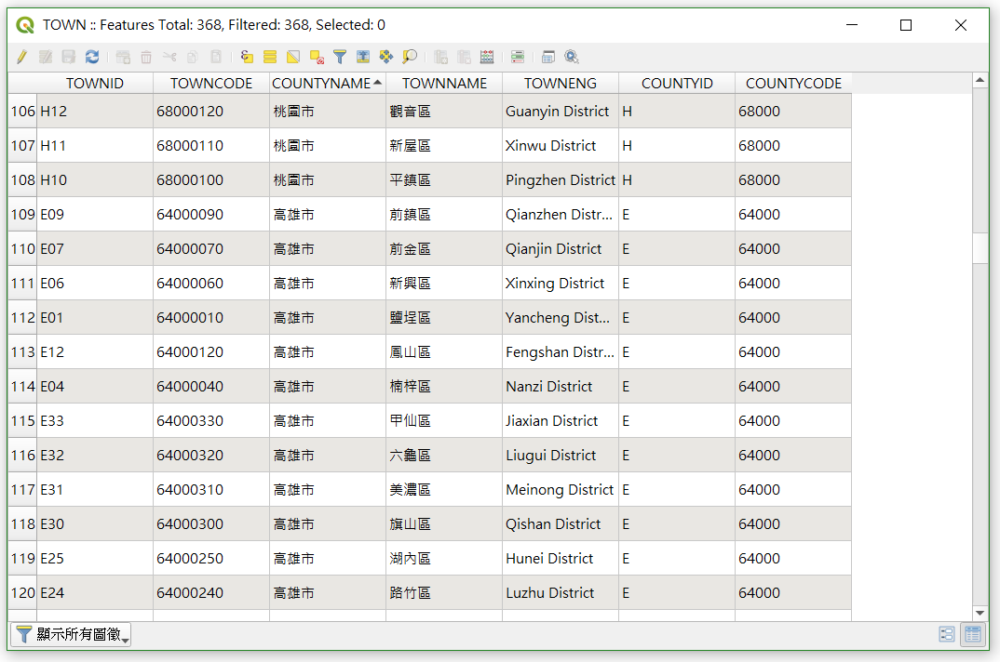 TOWN :: Features Total: 368, Filtered: 368, Selected: 0
TOWNID TOWNCODE COUNTYNAME TOWNNAME TOWNENG COUNTYID COUNTYCODE
106 H12 68000120 桃園市 觀音區 Guanyin District H 68000
107 H11 68000110 桃園市 新屋區 Xinwu District H 68000
108 H10 68000100 桃園市 平鎮區 Pingzhen District H 68000
109 E09 64000090 高雄市 前鎮區 Qianzhen Distr... E 64000
110 E07 64000070 高雄市 前金區 Qianjin District E 64000
111 E06 64000060 高雄市 新興區 Xinxing District E 64000
112 E01 64000010 高雄市 鹽埕區 Yancheng Dist... E 64000
113 E12 64000120 高雄市 鳳山區 Fengshan Distr... E 64000
114 E04 64000040 高雄市 楠梓區 Nanzi District E 64000
115 E33 64000330 高雄市 甲仙區 Jiaxian District E 64000
116 E32 64000320 高雄市 六龜區 Liugui District E 64000
117 E31 64000310 高雄市 美濃區 Meinong District E 64000
118 E30 64000300 高雄市 旗山區 Qishan District E 64000
119 E25 64000250 高雄市 湖內區 Hunei District E 64000
120 E24 64000240 高雄市 路竹區 Luzhu District E 64000
顯示所有圖徵